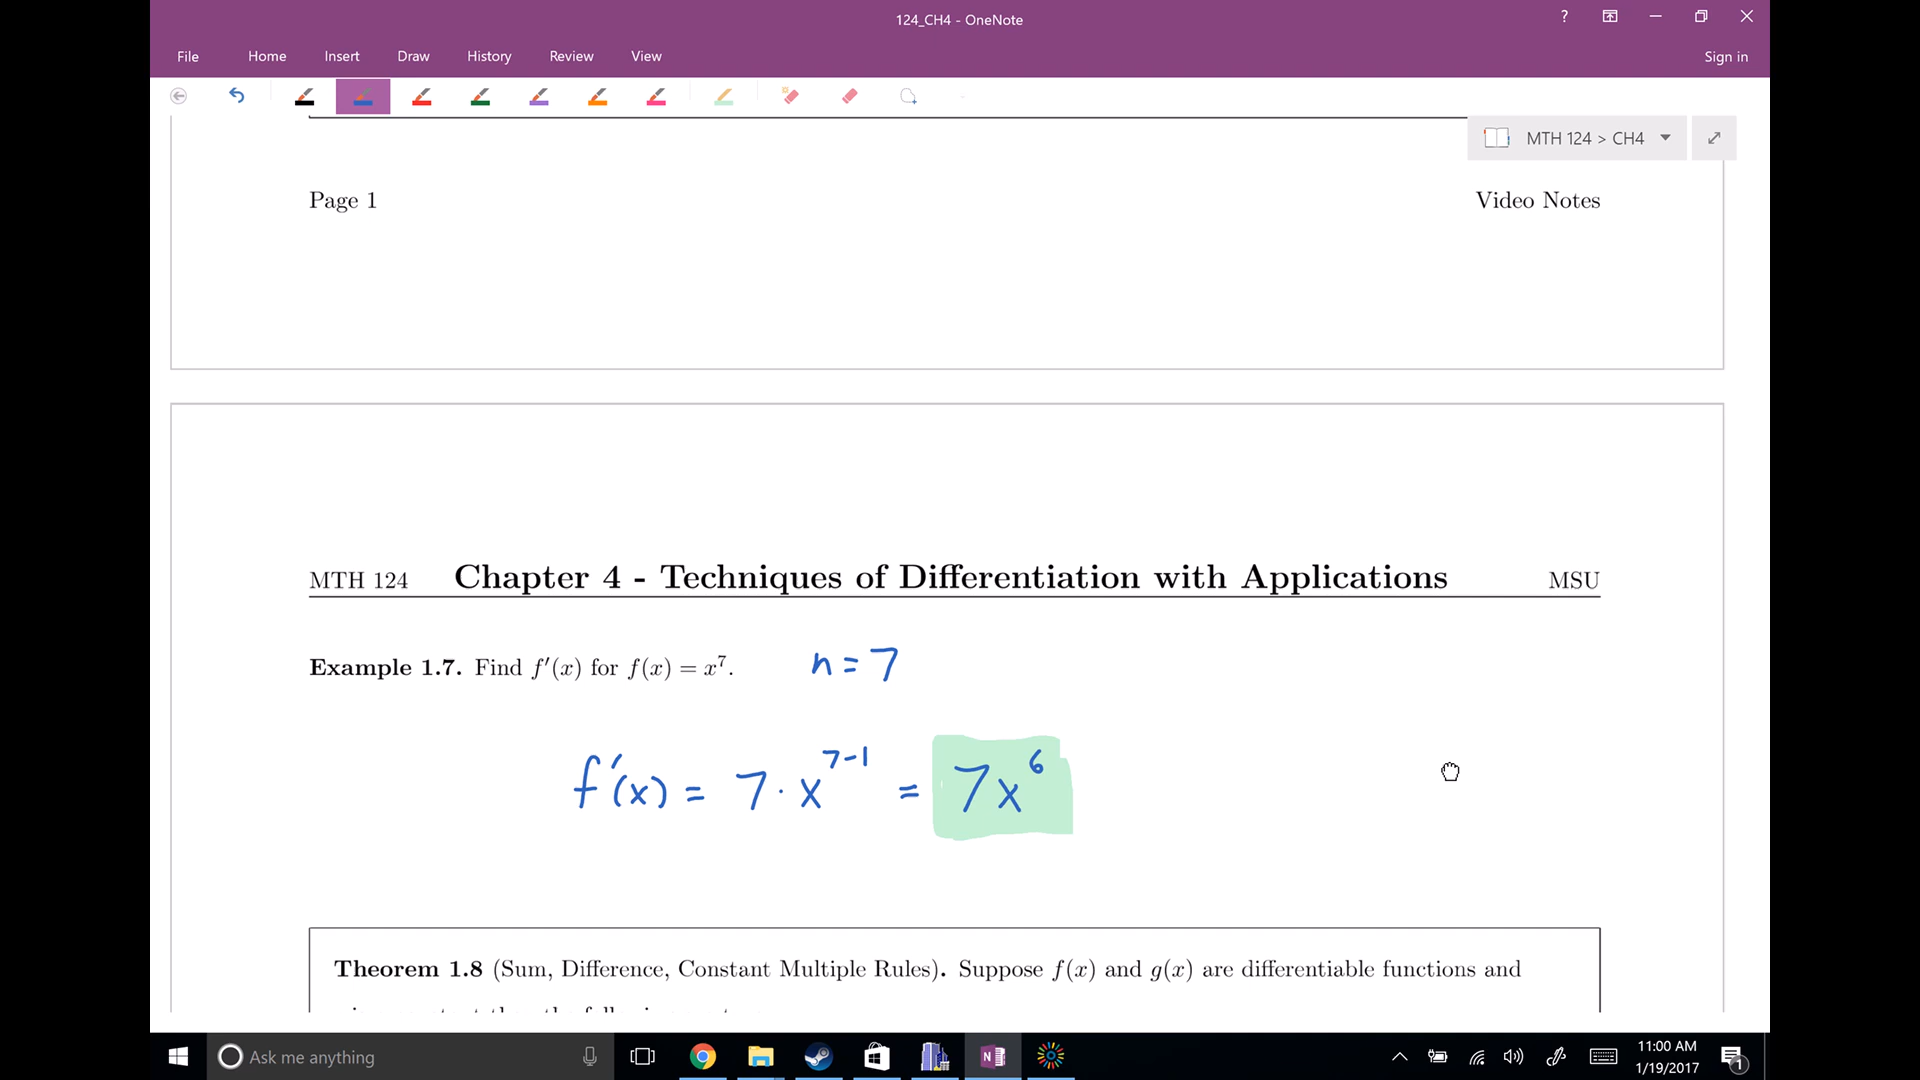 124_CH4 - OneNote
?
File Home Insert Draw History Review View Sign in
MTH 124 > CH4
Page 1 Video Notes
MTH 124 Chapter 4 - Techniques of Differentiation with Applications MSU
Example 1.7. Find f′(x) for f(x) = x⁷. n = 7
f′(x) = 7 · x⁷⁻¹ = 7x⁶
Theorem 1.8 (Sum, Difference, Constant Multiple Rules). Suppose f(x) and g(x) are differentiable functions and
Ask me anything
11:00 AM
1/19/2017
1